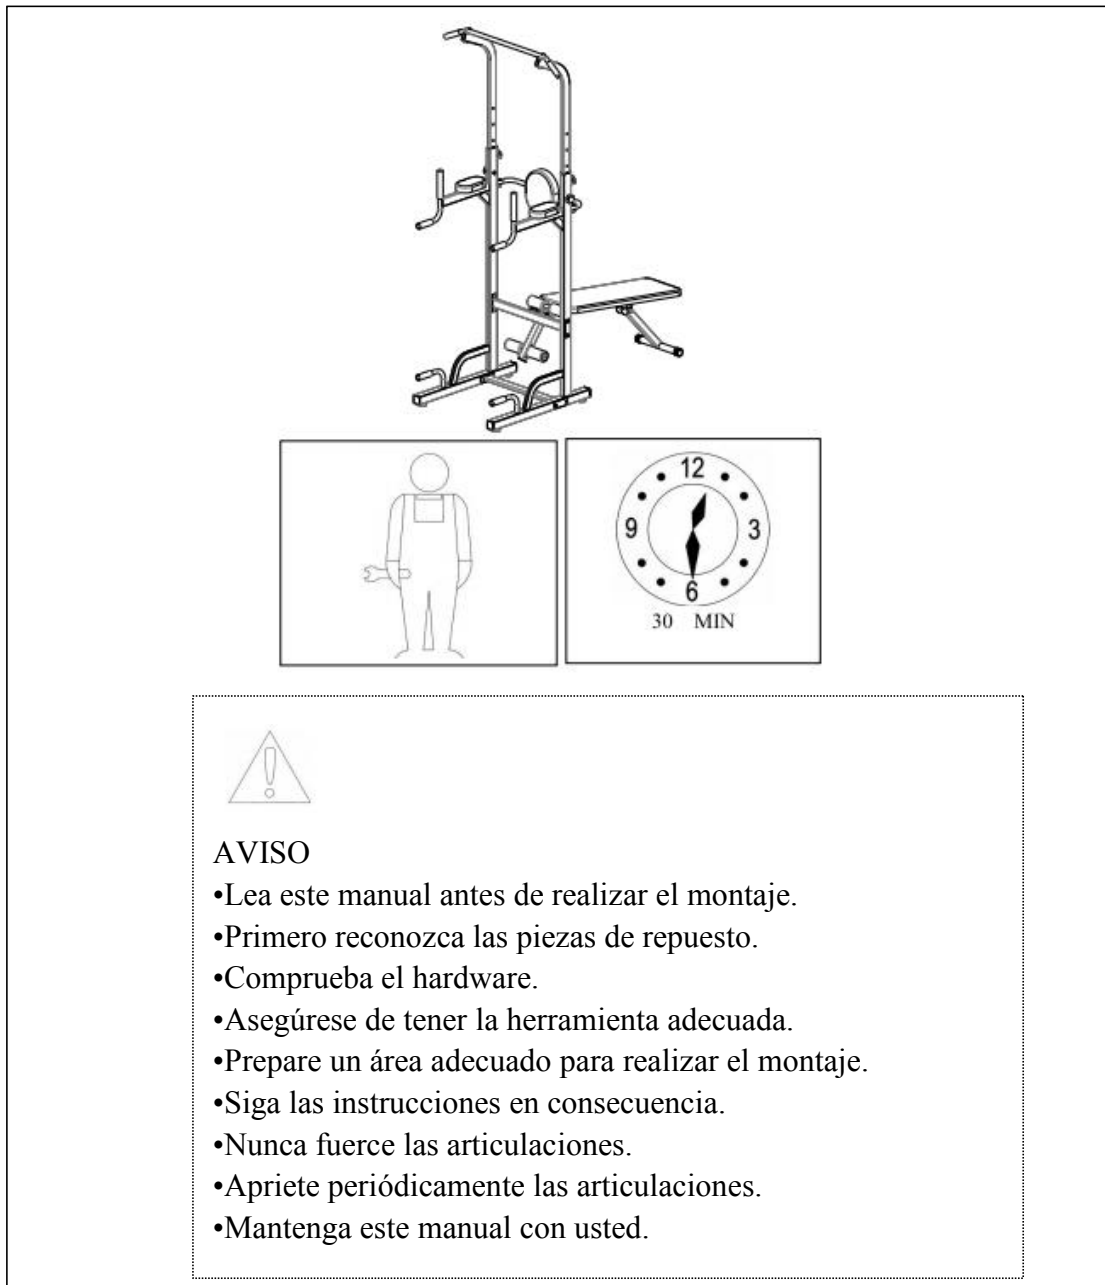 12
9 3
6
30 MIN
AVISO
•Lea este manual antes de realizar el montaje.
•Primero reconozca las piezas de repuesto.
•Comprueba el hardware.
•Asegúrese de tener la herramienta adecuada.
•Prepare un área adecuado para realizar el montaje.
•Siga las instrucciones en consecuencia.
•Nunca fuerce las articulaciones.
•Apriete periódicamente las articulaciones.
•Mantenga este manual con usted.